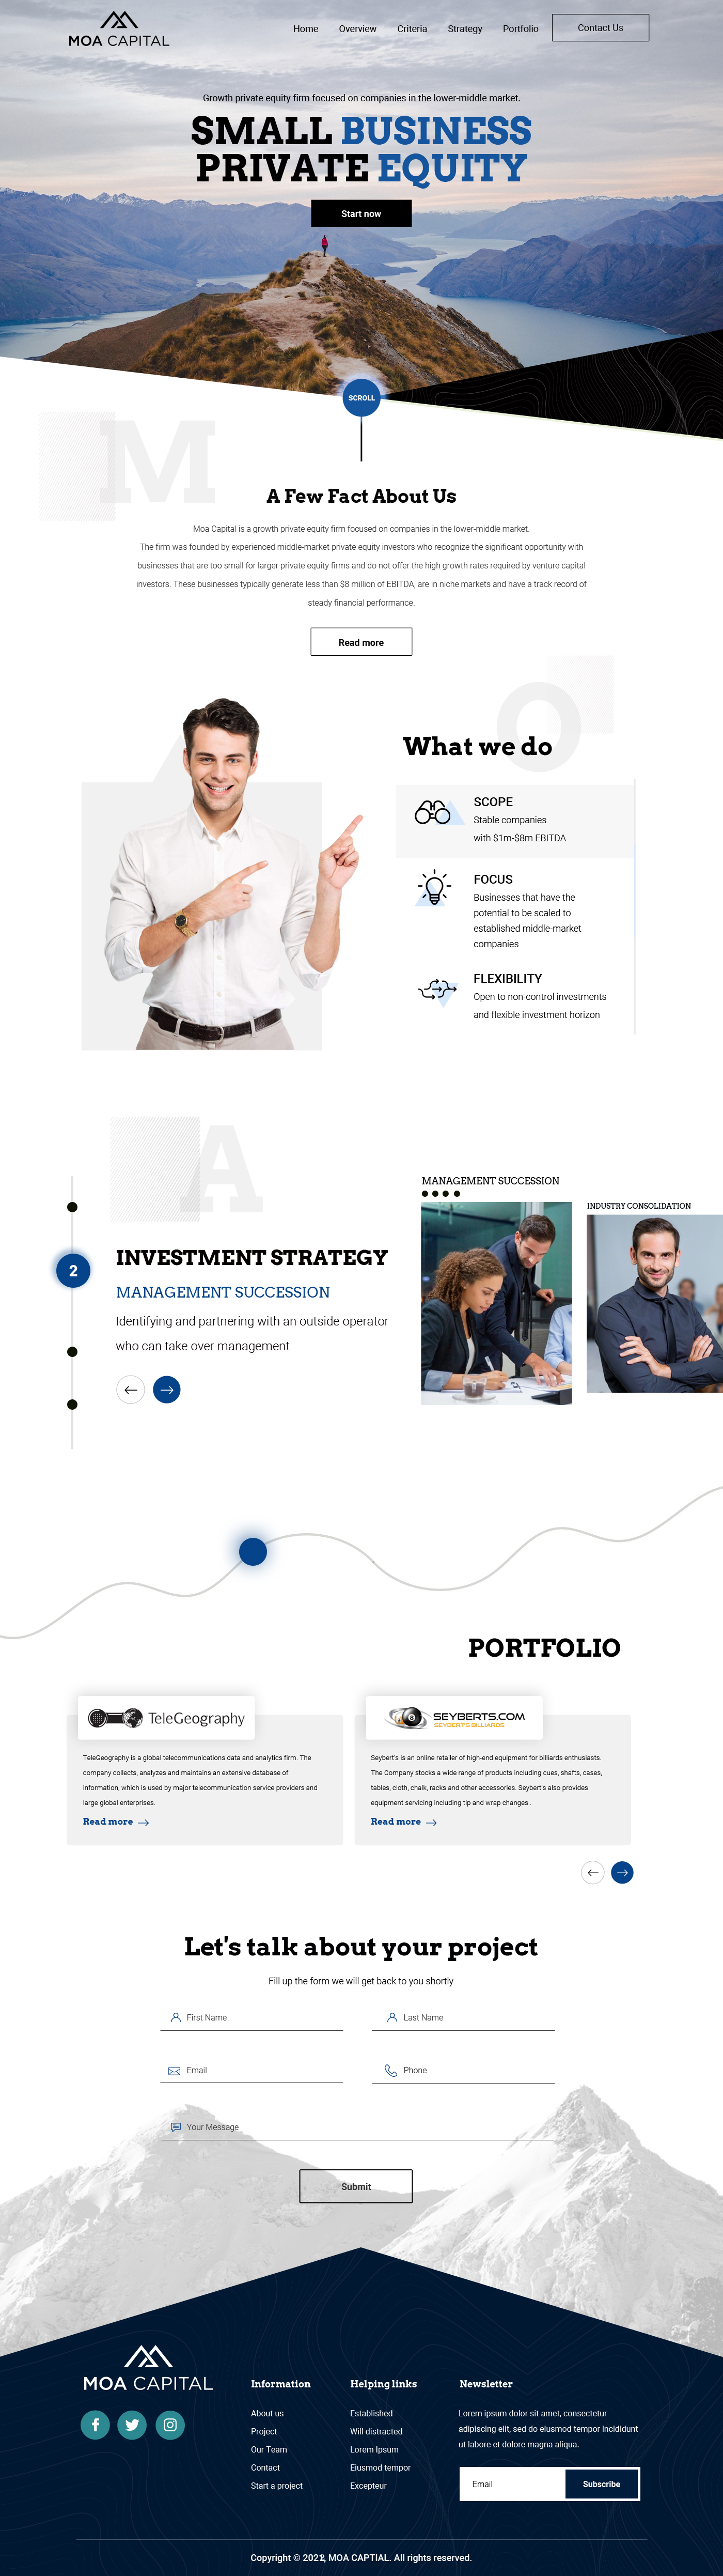 MOA CAPITAL
Home Overview Criteria Strategy Portfolio Contact Us
Growth private equity firm focused on companies in the lower-middle market.
SMALL BUSINESS
PRIVATE EQUITY
Start now
SCROLL
M
A Few Fact About Us
Moa Capital is a growth private equity firm focused on companies in the lower-middle market.
The firm was founded by experienced middle-market private equity investors who recognize the significant opportunity with
businesses that are too small for larger private equity firms and do not offer the high growth rates required by venture capital
investors. These businesses typically generate less than $8 million of EBITDA, are in niche markets and have a track record of
steady financial performance.
Read more
O
What we do
SCOPE
Stable companies
with $1m-$8m EBITDA
FOCUS
Businesses that have the
potential to be scaled to
established middle-market
companies
FLEXIBILITY
Open to non-control investments
and flexible investment horizon
A
2
INVESTMENT STRATEGY
MANAGEMENT SUCCESSION
Identifying and partnering with an outside operator
who can take over management
MANAGEMENT SUCCESSION
INDUSTRY CONSOLIDATION
PORTFOLIO
TeleGeography
TeleGeography is a global telecommunications data and analytics firm. The
company collects, analyzes and maintains an extensive database of
information, which is used by major telecommunication service providers and
large global enterprises.
Read more
8
SEYBERTS.COM
SEYBERT'S BILLIARDS
Seybert's is an online retailer of high-end equipment for billiards enthusiasts.
The Company stocks a wide range of products including cues, shafts, cases,
tables, cloth, chalk, racks and other accessories. Seybert's also provides
equipment servicing including tip and wrap changes .
Read more
Let's talk about your project
Fill up the form we will get back to you shortly
First Name
Last Name
Email
Phone
Your Message
Submit
MOA CAPITAL
Information
About us
Project
Our Team
Contact
Start a project
Helping links
Established
Will distracted
Lorem Ipsum
Eiusmod tempor
Excepteur
Newsletter
Lorem ipsum dolor sit amet, consectetur
adipiscing elit, sed do eiusmod tempor incididunt
ut labore et dolore magna aliqua.
Email
Subscribe
Copyright © MOA CAPTIAL. All rights reserved.